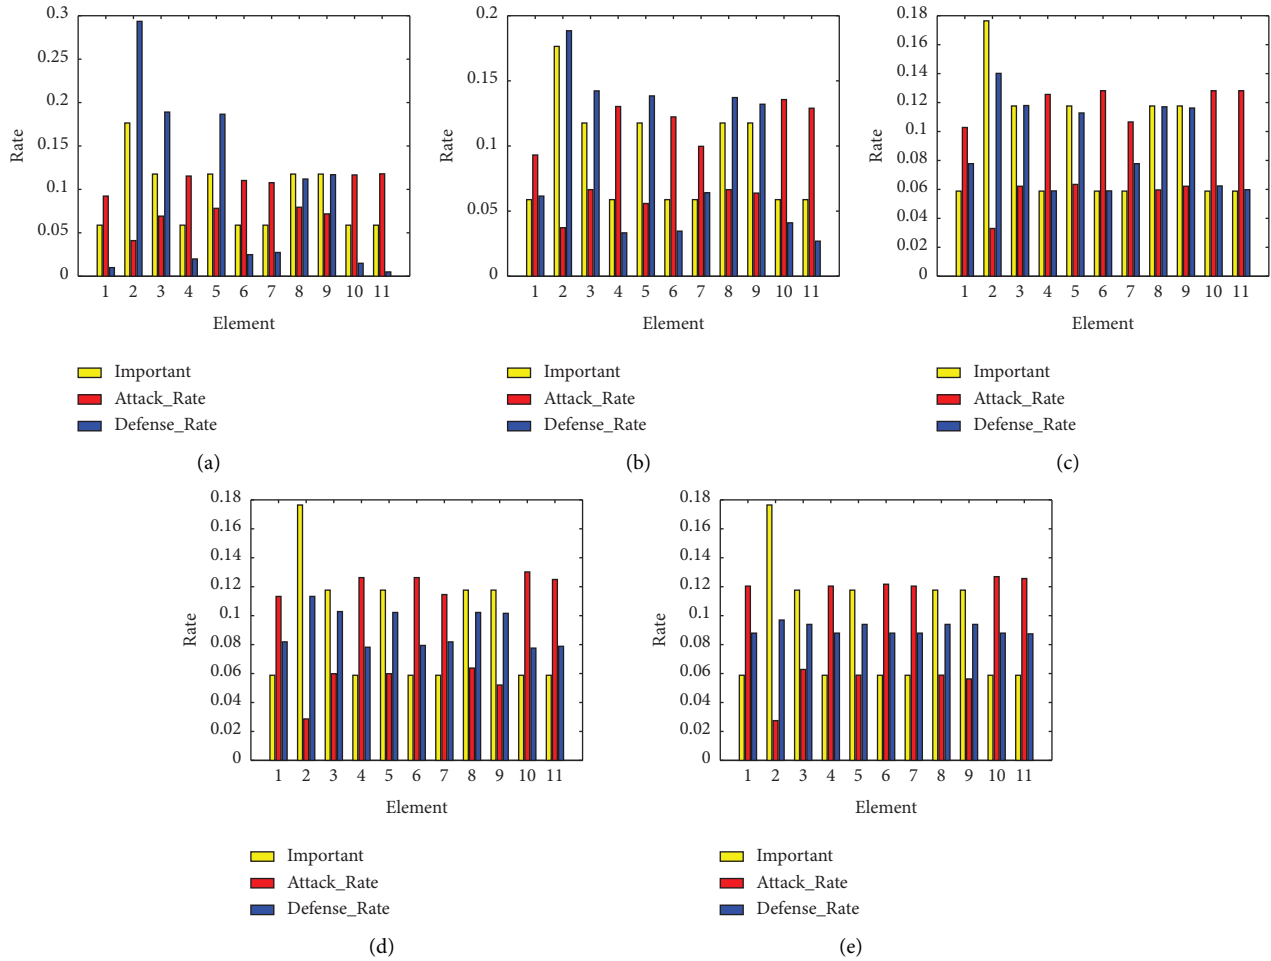 0.3
0.25
0.2
0.15
0.1
0.05
0
Rate
1 2 3 4 5 6 7 8 9 10 11
Element
Important
Attack_Rate
Defense_Rate
(a)
0.2
0.15
0.1
0.05
0
Rate
1 2 3 4 5 6 7 8 9 10 11
Element
Important
Attack_Rate
Defense_Rate
(b)
0.18
0.16
0.14
0.12
0.1
0.08
0.06
0.04
0.02
0
Rate
1 2 3 4 5 6 7 8 9 10 11
Element
Important
Attack_Rate
Defense_Rate
(c)
0.18
0.16
0.14
0.12
0.1
0.08
0.06
0.04
0.02
0
Rate
1 2 3 4 5 6 7 8 9 10 11
Element
Important
Attack_Rate
Defense_Rate
(d)
0.18
0.16
0.14
0.12
0.1
0.08
0.06
0.04
0.02
0
Rate
1 2 3 4 5 6 7 8 9 10 11
Element
Important
Attack_Rate
Defense_Rate
(e)